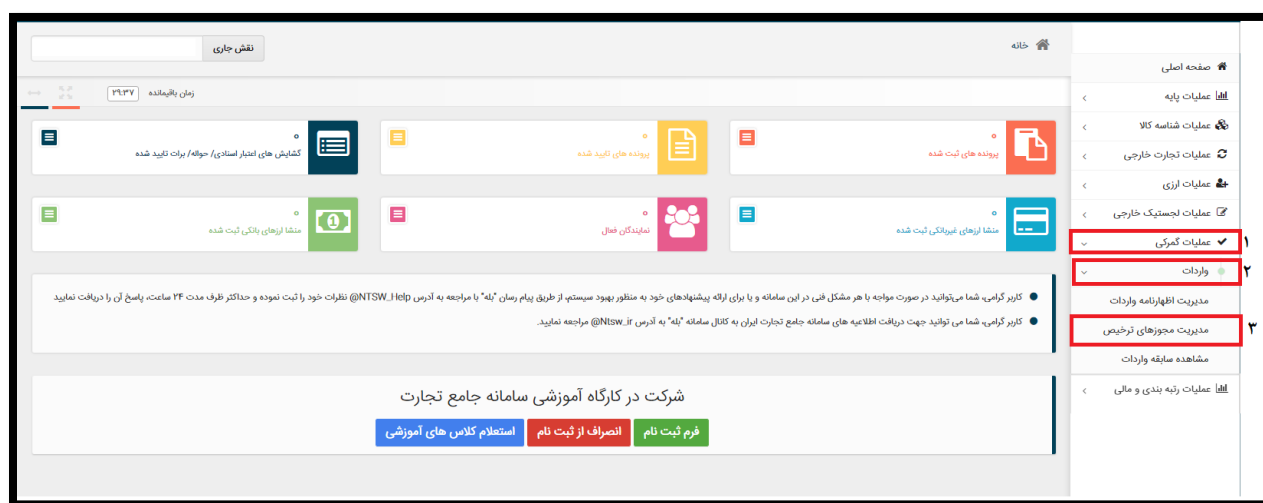 خانه
نقش جاری
زمان باقیمانده ۲۹:۳۷
صفحه اصلی
عملیات پایه
عملیات شناسه کالا
عملیات تجارت خارجی
عملیات ارزی
عملیات لجستیک خارجی
عملیات گمرکی ۱
واردات ۲
مدیریت اظهارنامه واردات
مدیریت مجوزهای ترخیص ۳
مشاهده سابقه واردات
عملیات رتبه بندی و مالی
۰
پرونده های ثبت شده
۰
پرونده های تایید شده
۰
گشایش های اعتبار اسنادی/ حواله/ برات تایید شده
۰
منشا ارزهای غیربانکی ثبت شده
۰
نمایندگان فعال
۰
منشا ارزهای بانکی ثبت شده
کاربر گرامی، شما می‌توانید در صورت مواجه با هر مشکل فنی در این سامانه و یا برای ارائه پیشنهادهای خود به منظور بهبود سیستم، از طریق پیام رسان "بله" با مراجعه به آدرس NTSW_Help@ نظرات خود را ثبت نموده و حداکثر ظرف مدت ۲۴ ساعت، پاسخ آن را دریافت نمایید
کاربر گرامی، شما می توانید جهت دریافت اطلاعیه های سامانه جامع تجارت ایران به کانال سامانه "بله" به آدرس Ntsw_ir@ مراجعه نمایید.
شرکت در کارگاه آموزشی سامانه جامع تجارت
فرم ثبت نام
انصراف از ثبت نام
استعلام کلاس های آموزشی